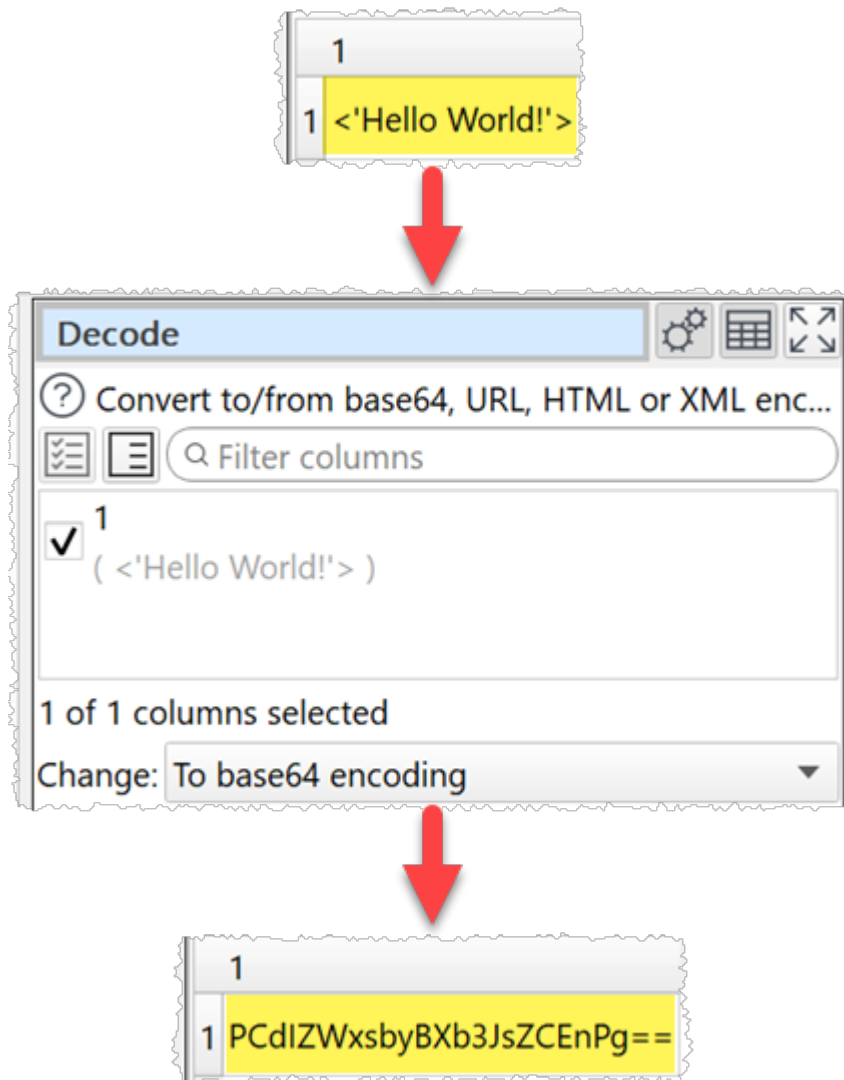 1
1 <'Hello World!'>
Decode
? Convert to/from base64, URL, HTML or XML enc...
Filter columns
1
( <'Hello World!'> )
1 of 1 columns selected
Change: To base64 encoding
1
1 PCdIZWxsbyBXb3JsZCEnPg==